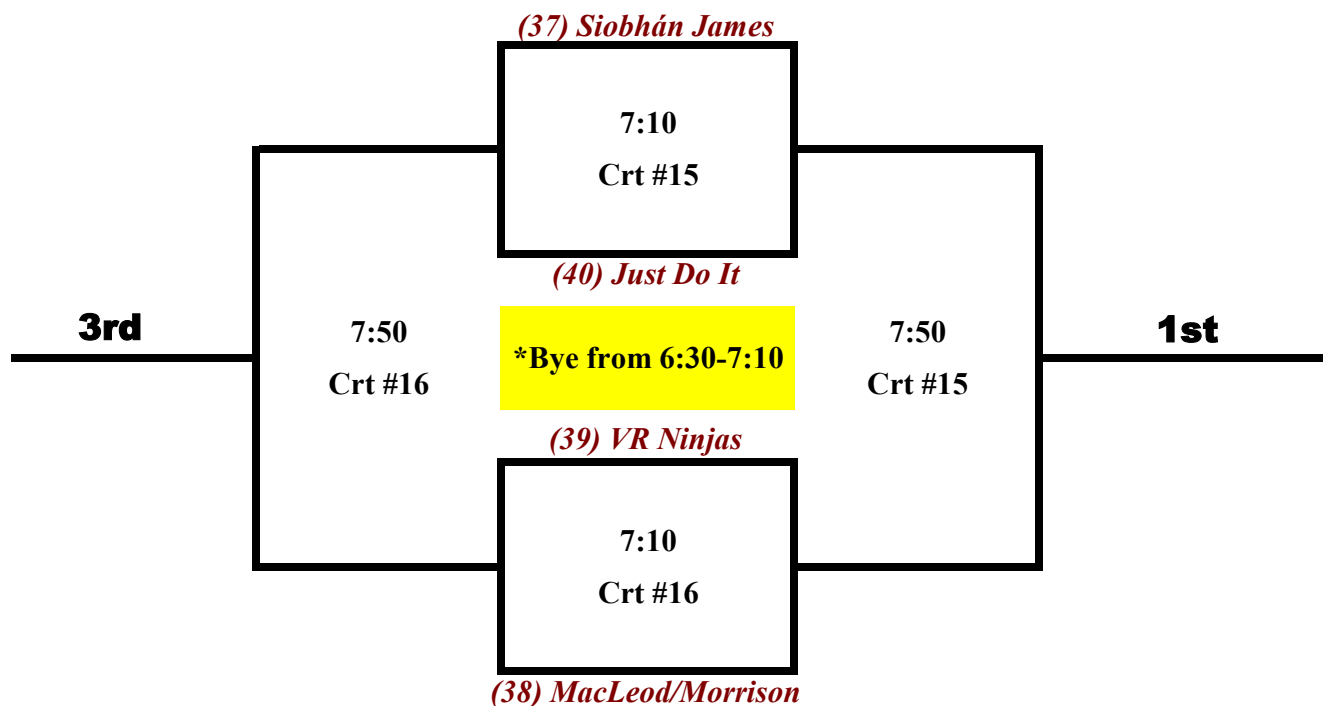 (37) Siobhán James
7:10
Crt #15
(40) Just Do It
3rd
7:50
Crt #16
*Bye from 6:30-7:10
7:50
Crt #15
1st
(39) VR Ninjas
7:10
Crt #16
(38) MacLeod/Morrison